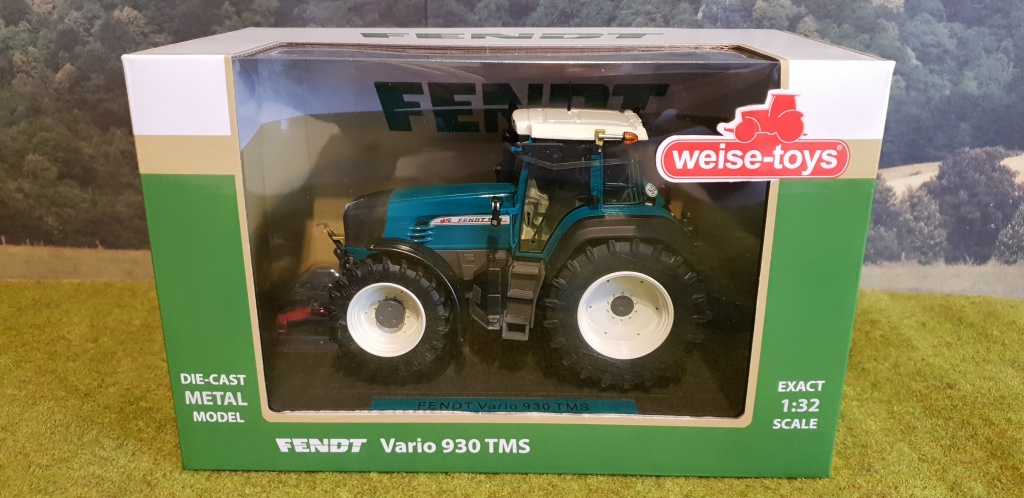 FENDT
FENDT
weise-toys®
FENDT
FENDT Vario 930 TMS
DIE-CAST
METAL
MODEL
EXACT
1:32
SCALE
FENDT Vario 930 TMS